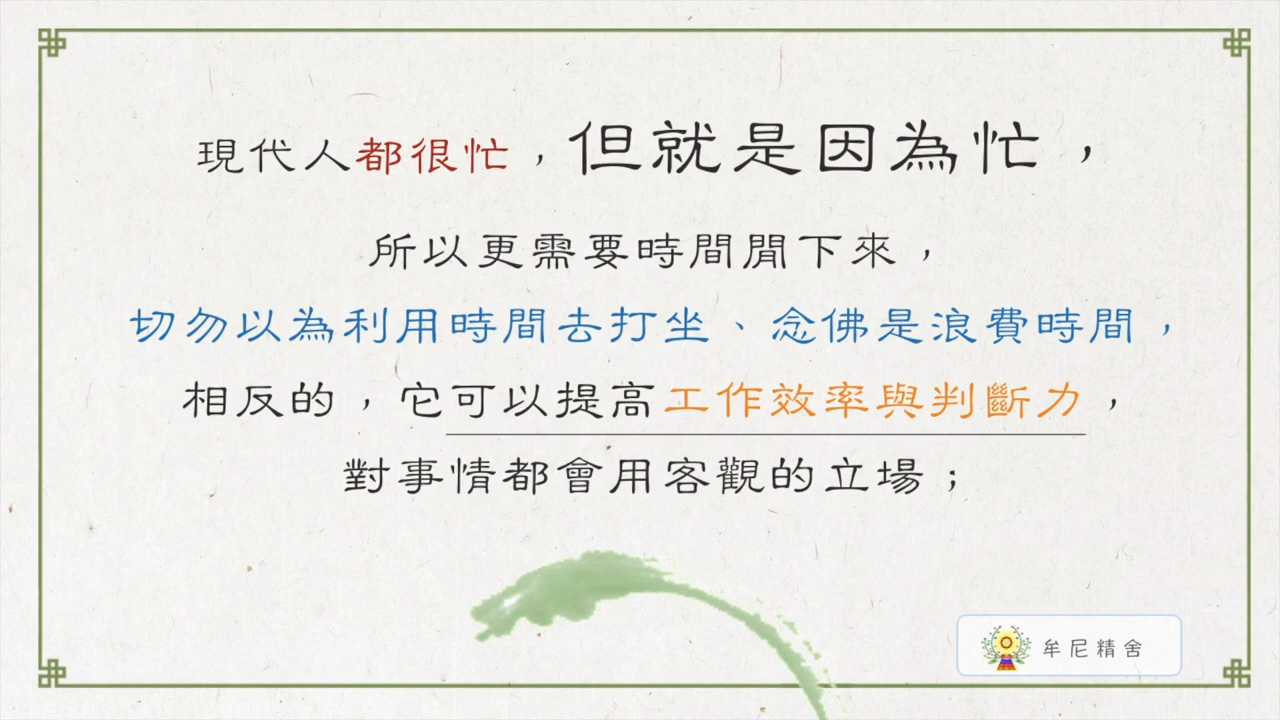 現代人都很忙，但就是因為忙，
所以更需要時間閒下來，
切勿以為利用時間去打坐、念佛是浪費時間，
相反的，它可以提高工作效率與判斷力，
對事情都會用客觀的立場；
牟尼精舍